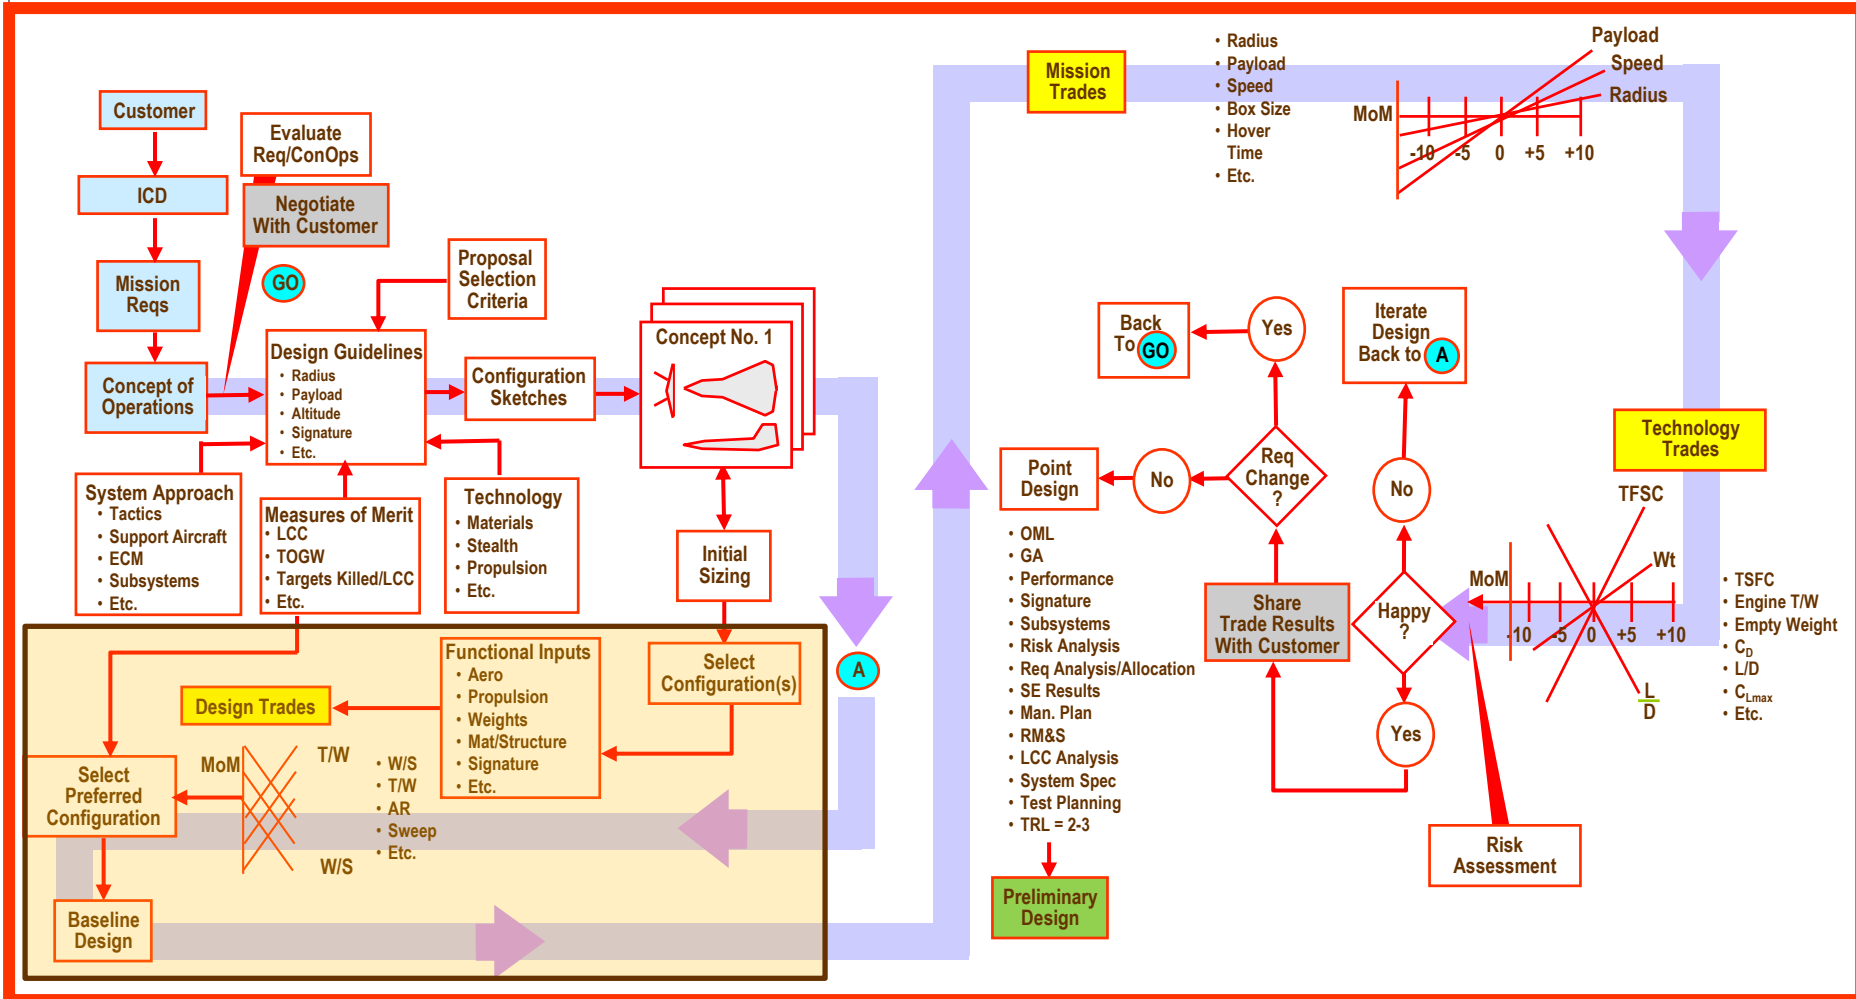 Customer
ICD
Mission
Reqs
Concept of
Operations
Evaluate
Req/ConOps
Negotiate
With Customer
GO
Proposal
Selection
Criteria
Design Guidelines
• Radius
• Payload
• Altitude
• Signature
• Etc.
Configuration
Sketches
Concept No. 1
System Approach
• Tactics
• Support Aircraft
• ECM
• Subsystems
• Etc.
Measures of Merit
• LCC
• TOGW
• Targets Killed/LCC
• Etc.
Technology
• Materials
• Stealth
• Propulsion
• Etc.
Initial
Sizing
Select
Configuration(s)
A
Functional Inputs
• Aero
• Propulsion
• Weights
• Mat/Structure
• Signature
• Etc.
Design Trades
MoM
T/W
W/S
• W/S
• T/W
• AR
• Sweep
• Etc.
Select
Preferred
Configuration
Baseline
Design
Mission
Trades
• Radius
• Payload
• Speed
• Box Size
• Hover
Time
• Etc.
Payload
Speed
Radius
MoM
-10 -5 0 +5 +10
Technology
Trades
TFSC
Wt
MoM
-10 -5 0 +5 +10
L
D
• TSFC
• Engine T/W
• Empty Weight
• CD
• L/D
• CLmax
• Etc.
Risk
Assessment
Happy
?
No
Iterate
Design
Back to A
Yes
Share
Trade Results
With Customer
Req
Change
?
Yes
Back
To GO
No
Point
Design
• OML
• GA
• Performance
• Signature
• Subsystems
• Risk Analysis
• Req Analysis/Allocation
• SE Results
• Man. Plan
• RM&S
• LCC Analysis
• System Spec
• Test Planning
• TRL = 2-3
Preliminary
Design